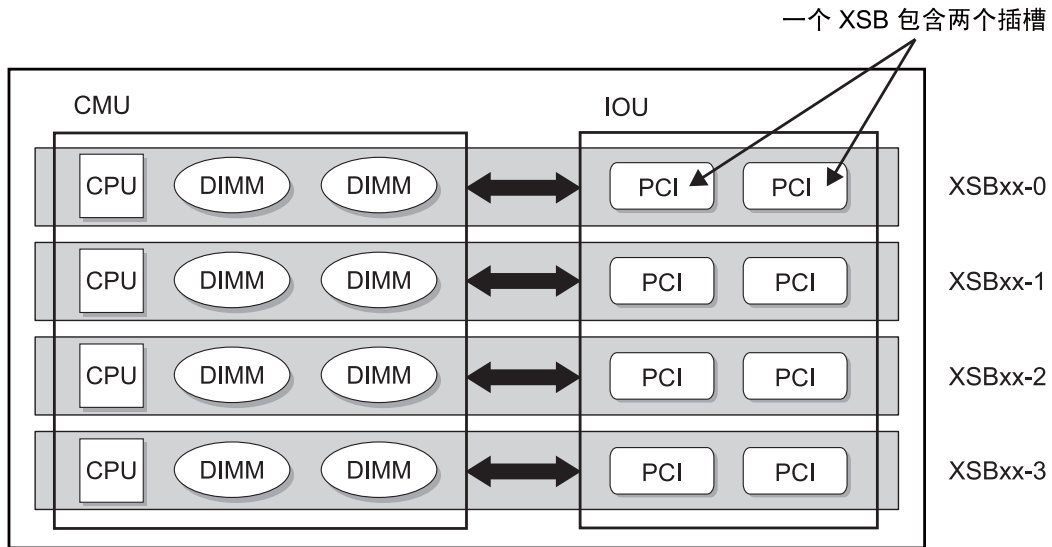 一个 XSB 包含两个插槽
CMU IOU
CPU DIMM DIMM PCI PCI XSBxx-0
CPU DIMM DIMM PCI PCI XSBxx-1
CPU DIMM DIMM PCI PCI XSBxx-2
CPU DIMM DIMM PCI PCI XSBxx-3